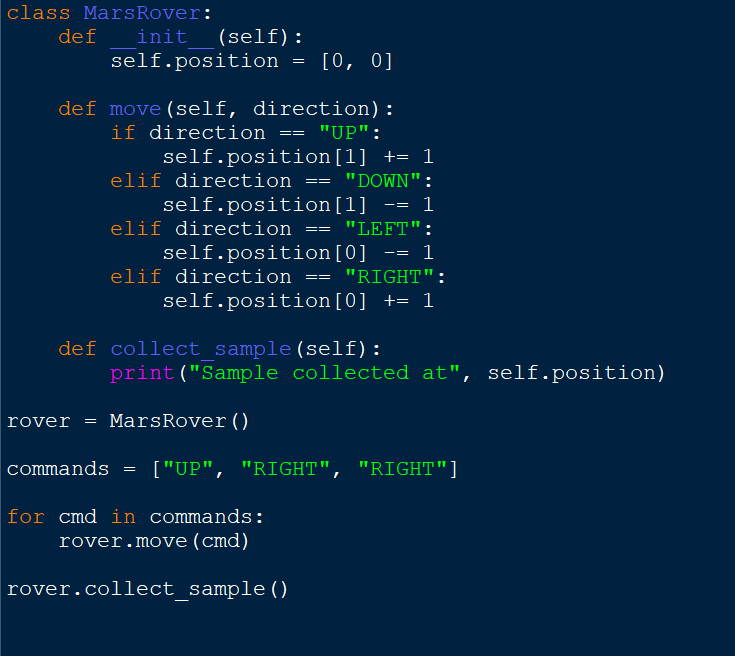 class MarsRover:
    def __init__(self):
        self.position = [0, 0]

    def move(self, direction):
        if direction == "UP":
            self.position[1] += 1
        elif direction == "DOWN":
            self.position[1] -= 1
        elif direction == "LEFT":
            self.position[0] -= 1
        elif direction == "RIGHT":
            self.position[0] += 1

    def collect_sample(self):
        print("Sample collected at", self.position)

rover = MarsRover()

commands = ["UP", "RIGHT", "RIGHT"]

for cmd in commands:
    rover.move(cmd)

rover.collect_sample()